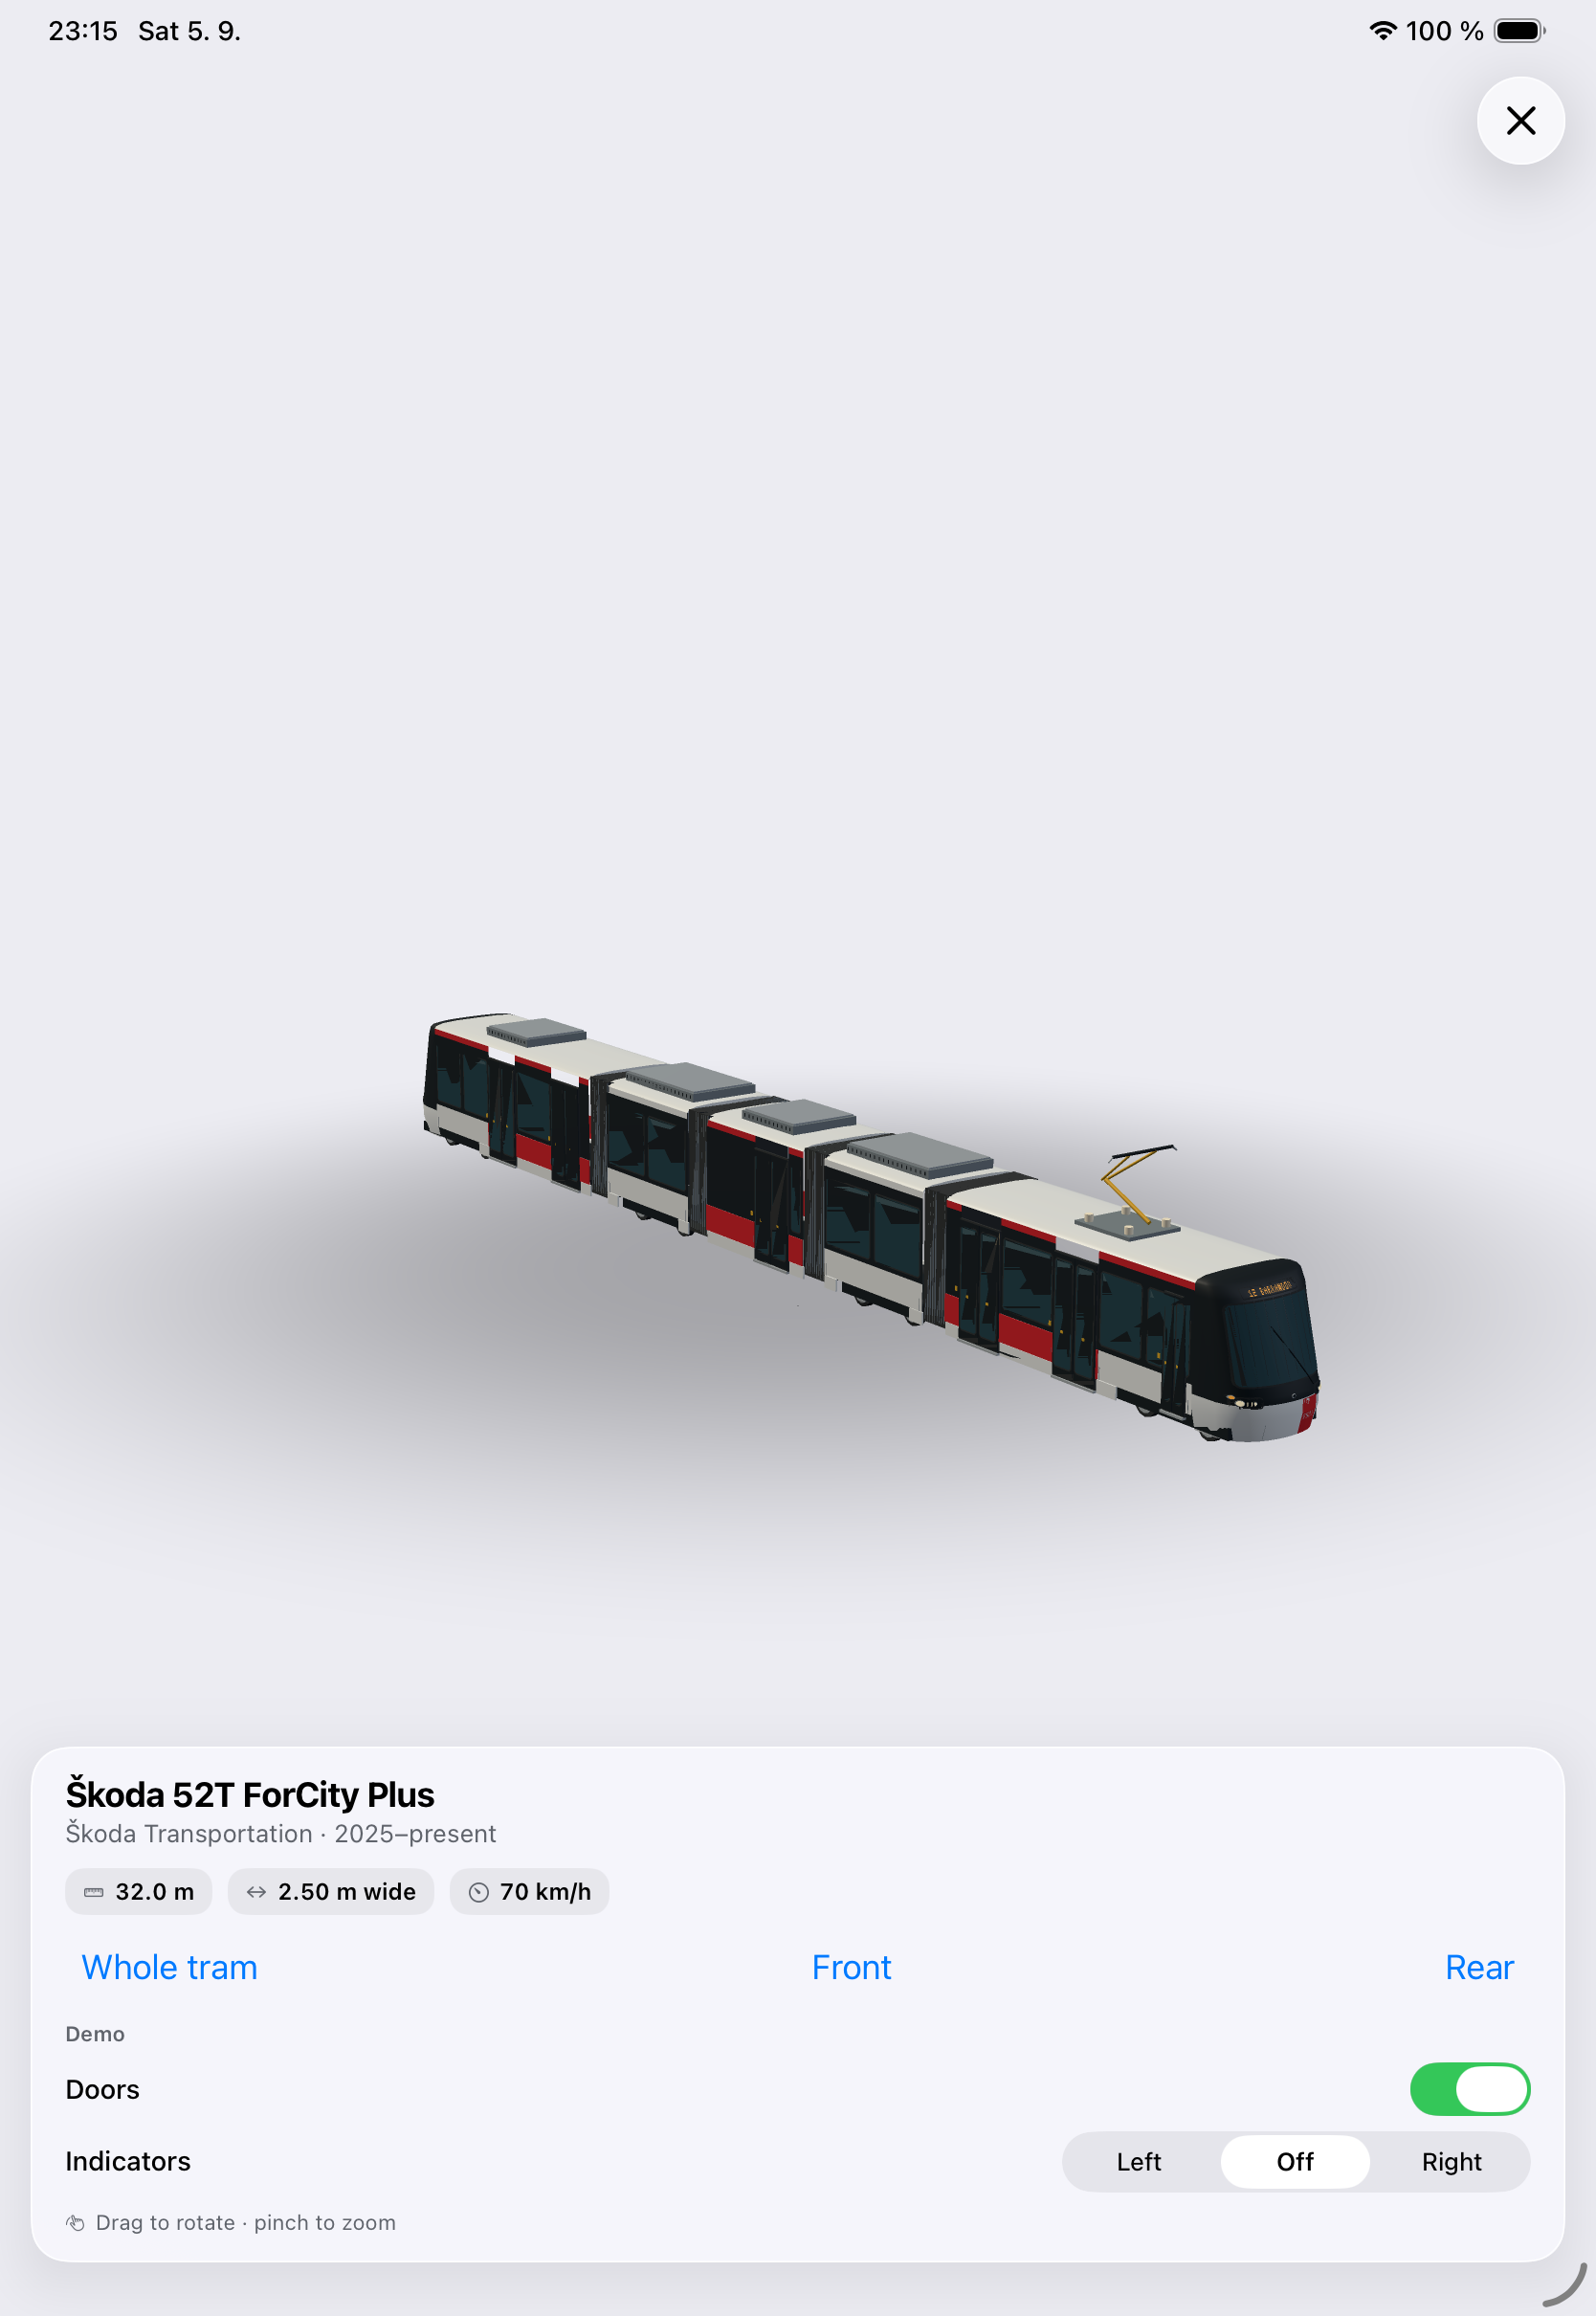 23:15 Sat 5. 9.
100 %
Škoda 52T ForCity Plus
Škoda Transportation · 2025–present
32.0 m
2.50 m wide
70 km/h
Whole tram
Front
Rear
Demo
Doors
Indicators
Left
Off
Right
Drag to rotate · pinch to zoom